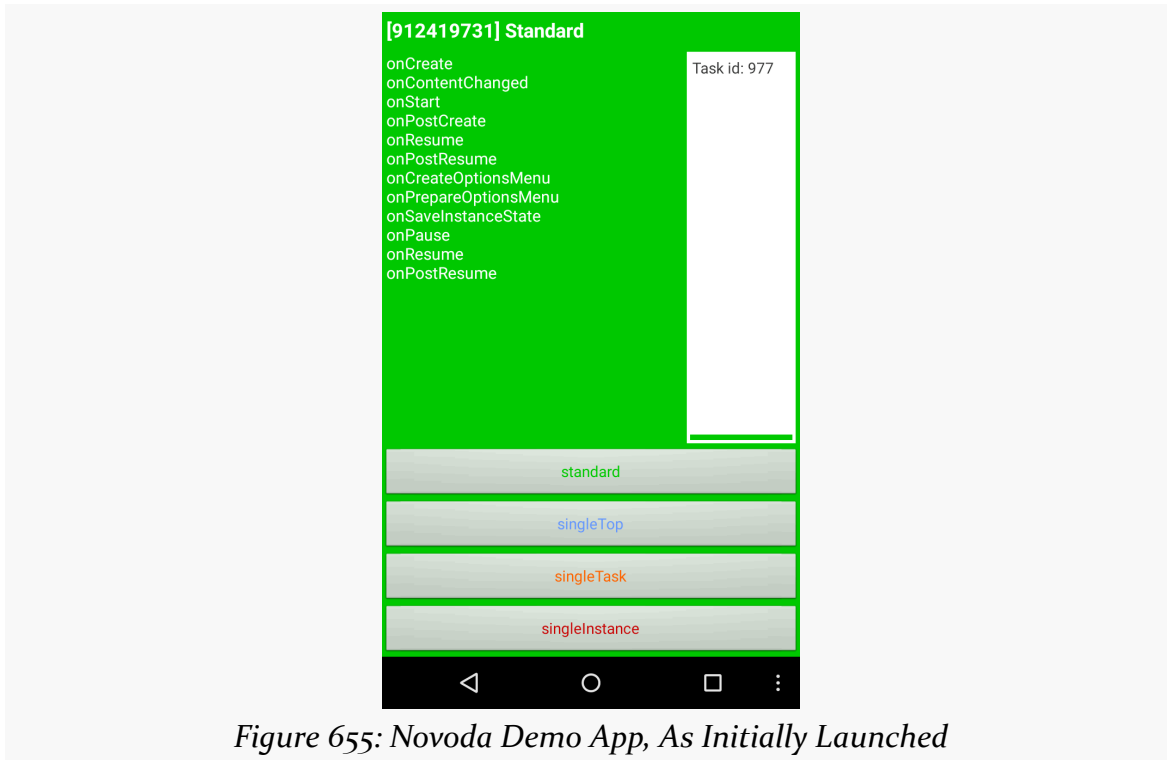 [912419731] Standard
onCreate
onContentChanged
onStart
onPostCreate
onResume
onPostResume
onCreateOptionsMenu
onPrepareOptionsMenu
onSaveInstanceState
onPause
onResume
onPostResume
Task id: 977
standard
singleTop
singleTask
singleInstance
Figure 655: Novoda Demo App, As Initially Launched